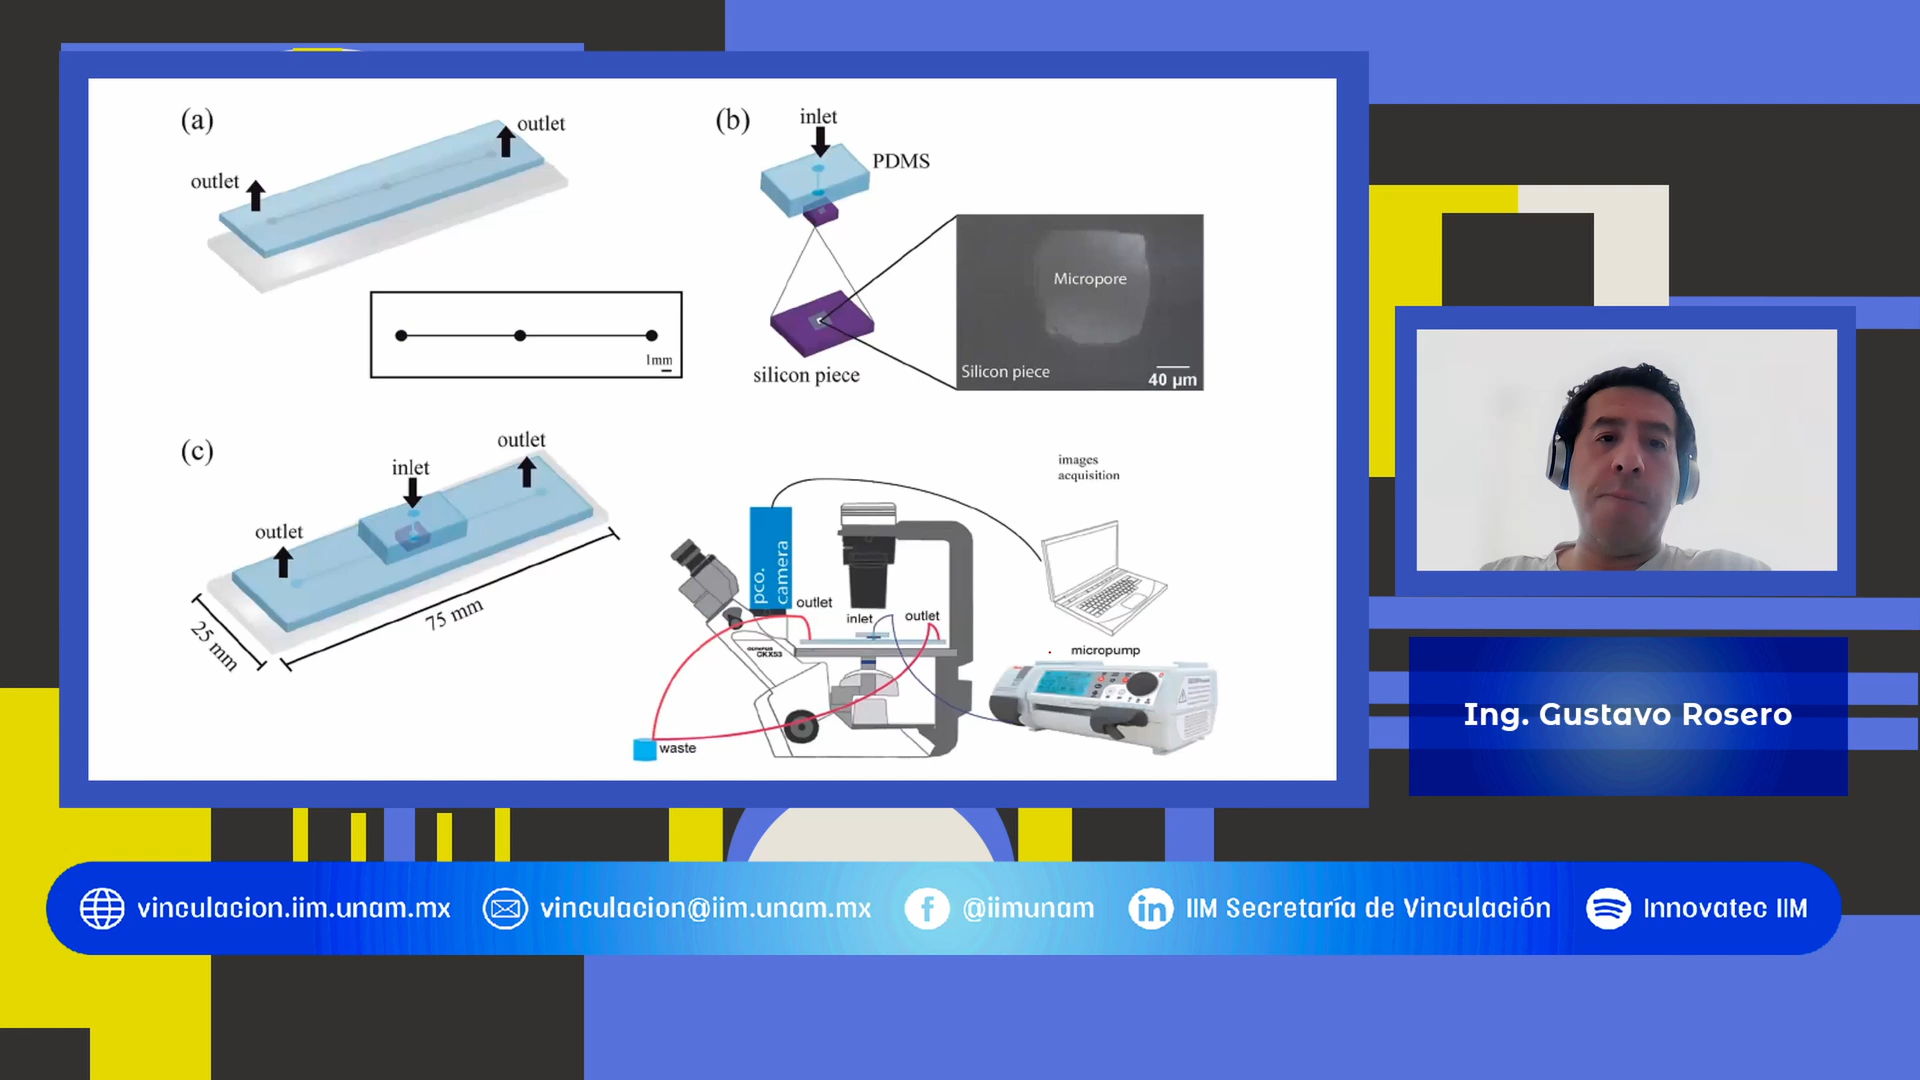 (a)
outlet
outlet
1mm
(b)
inlet
PDMS
silicon piece
Micropore
Silicon piece
40 µm
(c)
outlet
inlet
outlet
25 mm
75 mm
images
acquisition
pco.
camera
outlet
inlet
outlet
OLYMPUS
CKX53
micropump
waste
Ing. Gustavo Rosero
vinculacion.iim.unam.mx
vinculacion@iim.unam.mx
@iimunam
IIM Secretaría de Vinculación
Innovatec IIM